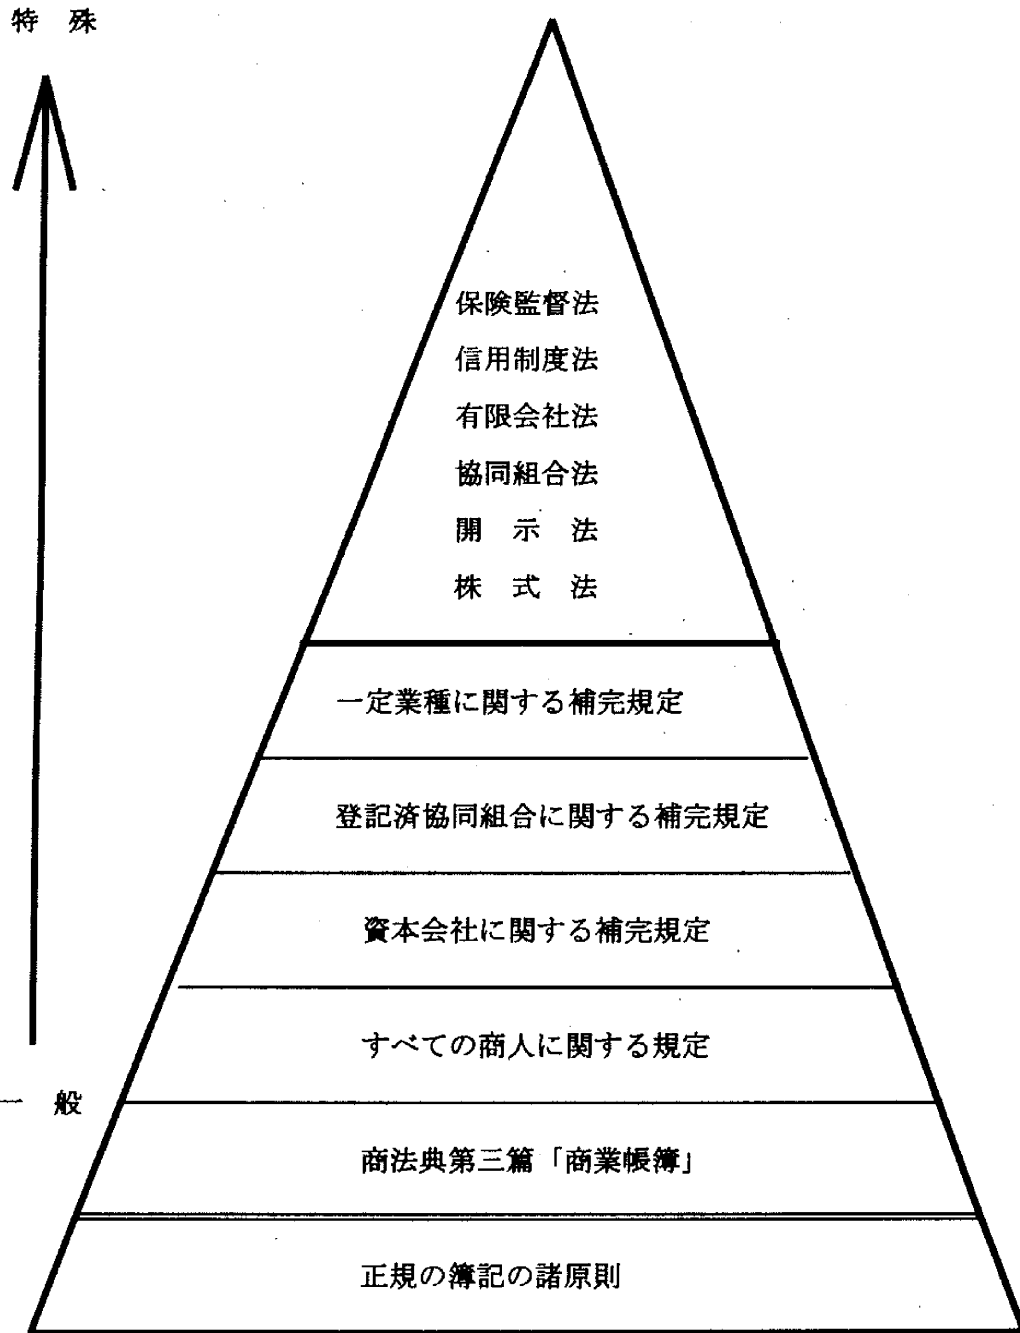 特 殊
保険監督法
信用制度法
有限会社法
協同組合法
開 示 法
株 式 法
一定業種に関する補完規定
登記済協同組合に関する補完規定
資本会社に関する補完規定
すべての商人に関する規定
一 般
商法典第三篇「商業帳簿」
正規の簿記の諸原則